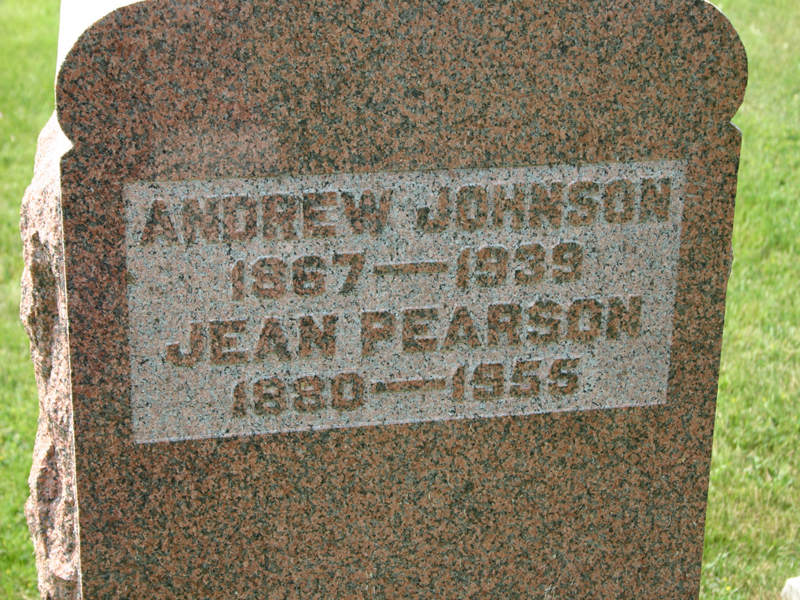 ANDREW JOHNSON
1867—1939
JEAN PEARSON
1880—1955